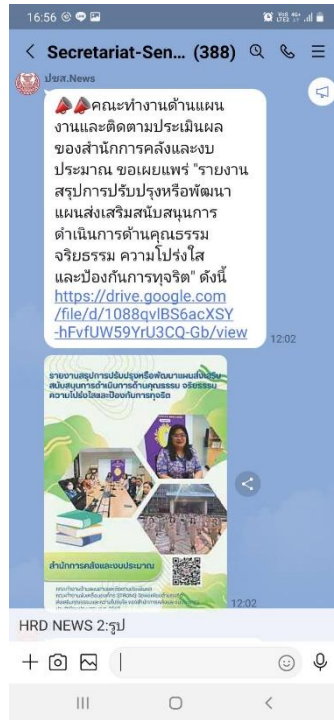 16:56
Secretariat-Sen... (388)
ปขส.News
📣📣คณะทำงานด้านแผน
งานและติดตามประเมินผล
ของสำนักการคลังและงบ
ประมาณ ขอเผยแพร่ "รายงาน
สรุปการปรับปรุงหรือพัฒนา
แผนส่งเสริมสนับสนุนการ
ดำเนินการด้านคุณธรรม
จริยธรรม ความโปร่งใส
และป้องกันการทุจริต" ดังนี้
https://drive.google.com
/file/d/1088qvlBS6acXSY
-hFvfUW59YrU3CQ-Gb/view
12:02
รายงานสรุปการปรับปรุงหรือพัฒนาแผนส่งเสริม
สนับสนุนการดำเนินการด้านคุณธรรม จริยธรรม
ความโปร่งใสและป้องกันการทุจริต
สำนักการคลังและงบประมาณ
12:02
HRD NEWS 2:รูป